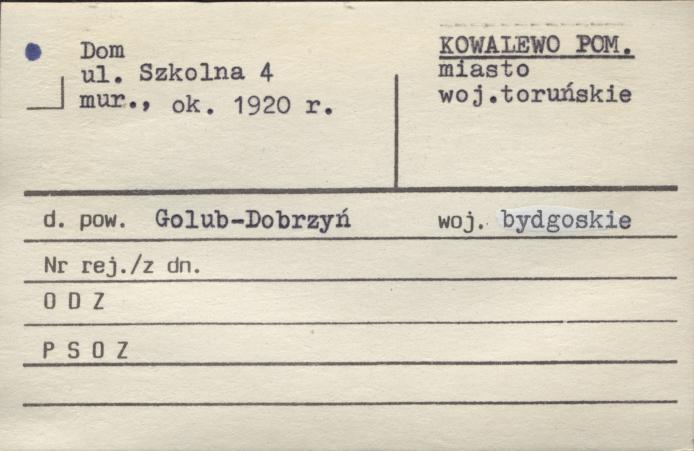 Dom
ul. Szkolna 4
mur., ok. 1920 r.
KOWALEWO POM.
miasto
woj.toruńskie
d. pow. Golub-Dobrzyń woj. bydgoskie
Nr rej./z dn.
O D Z
P S O Z